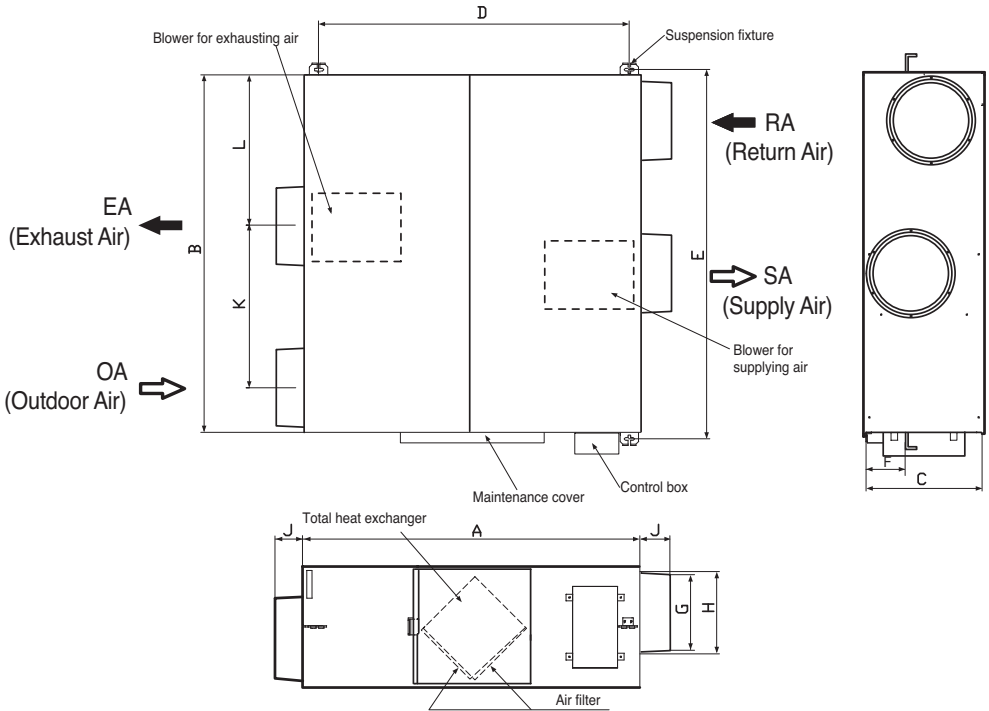 D
Blower for exhausting air
Suspension fixture
L
RA
(Return Air)
EA
(Exhaust Air)
B
E
SA
(Supply Air)
K
Blower for
supplying air
OA
(Outdoor Air)
F
C
Control box
Maintenance cover
Total heat exchanger
J
A
J
G
H
Air filter